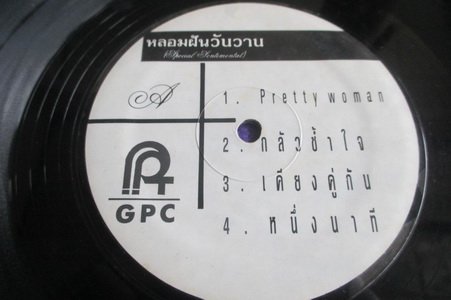 หลอมฝันวันวาน
(Special Sentimental)
A
1. Pretty woman
2. กลัวช้ำใจ
3. เคียงคู่กัน
4. หนึ่งนาที
GPC